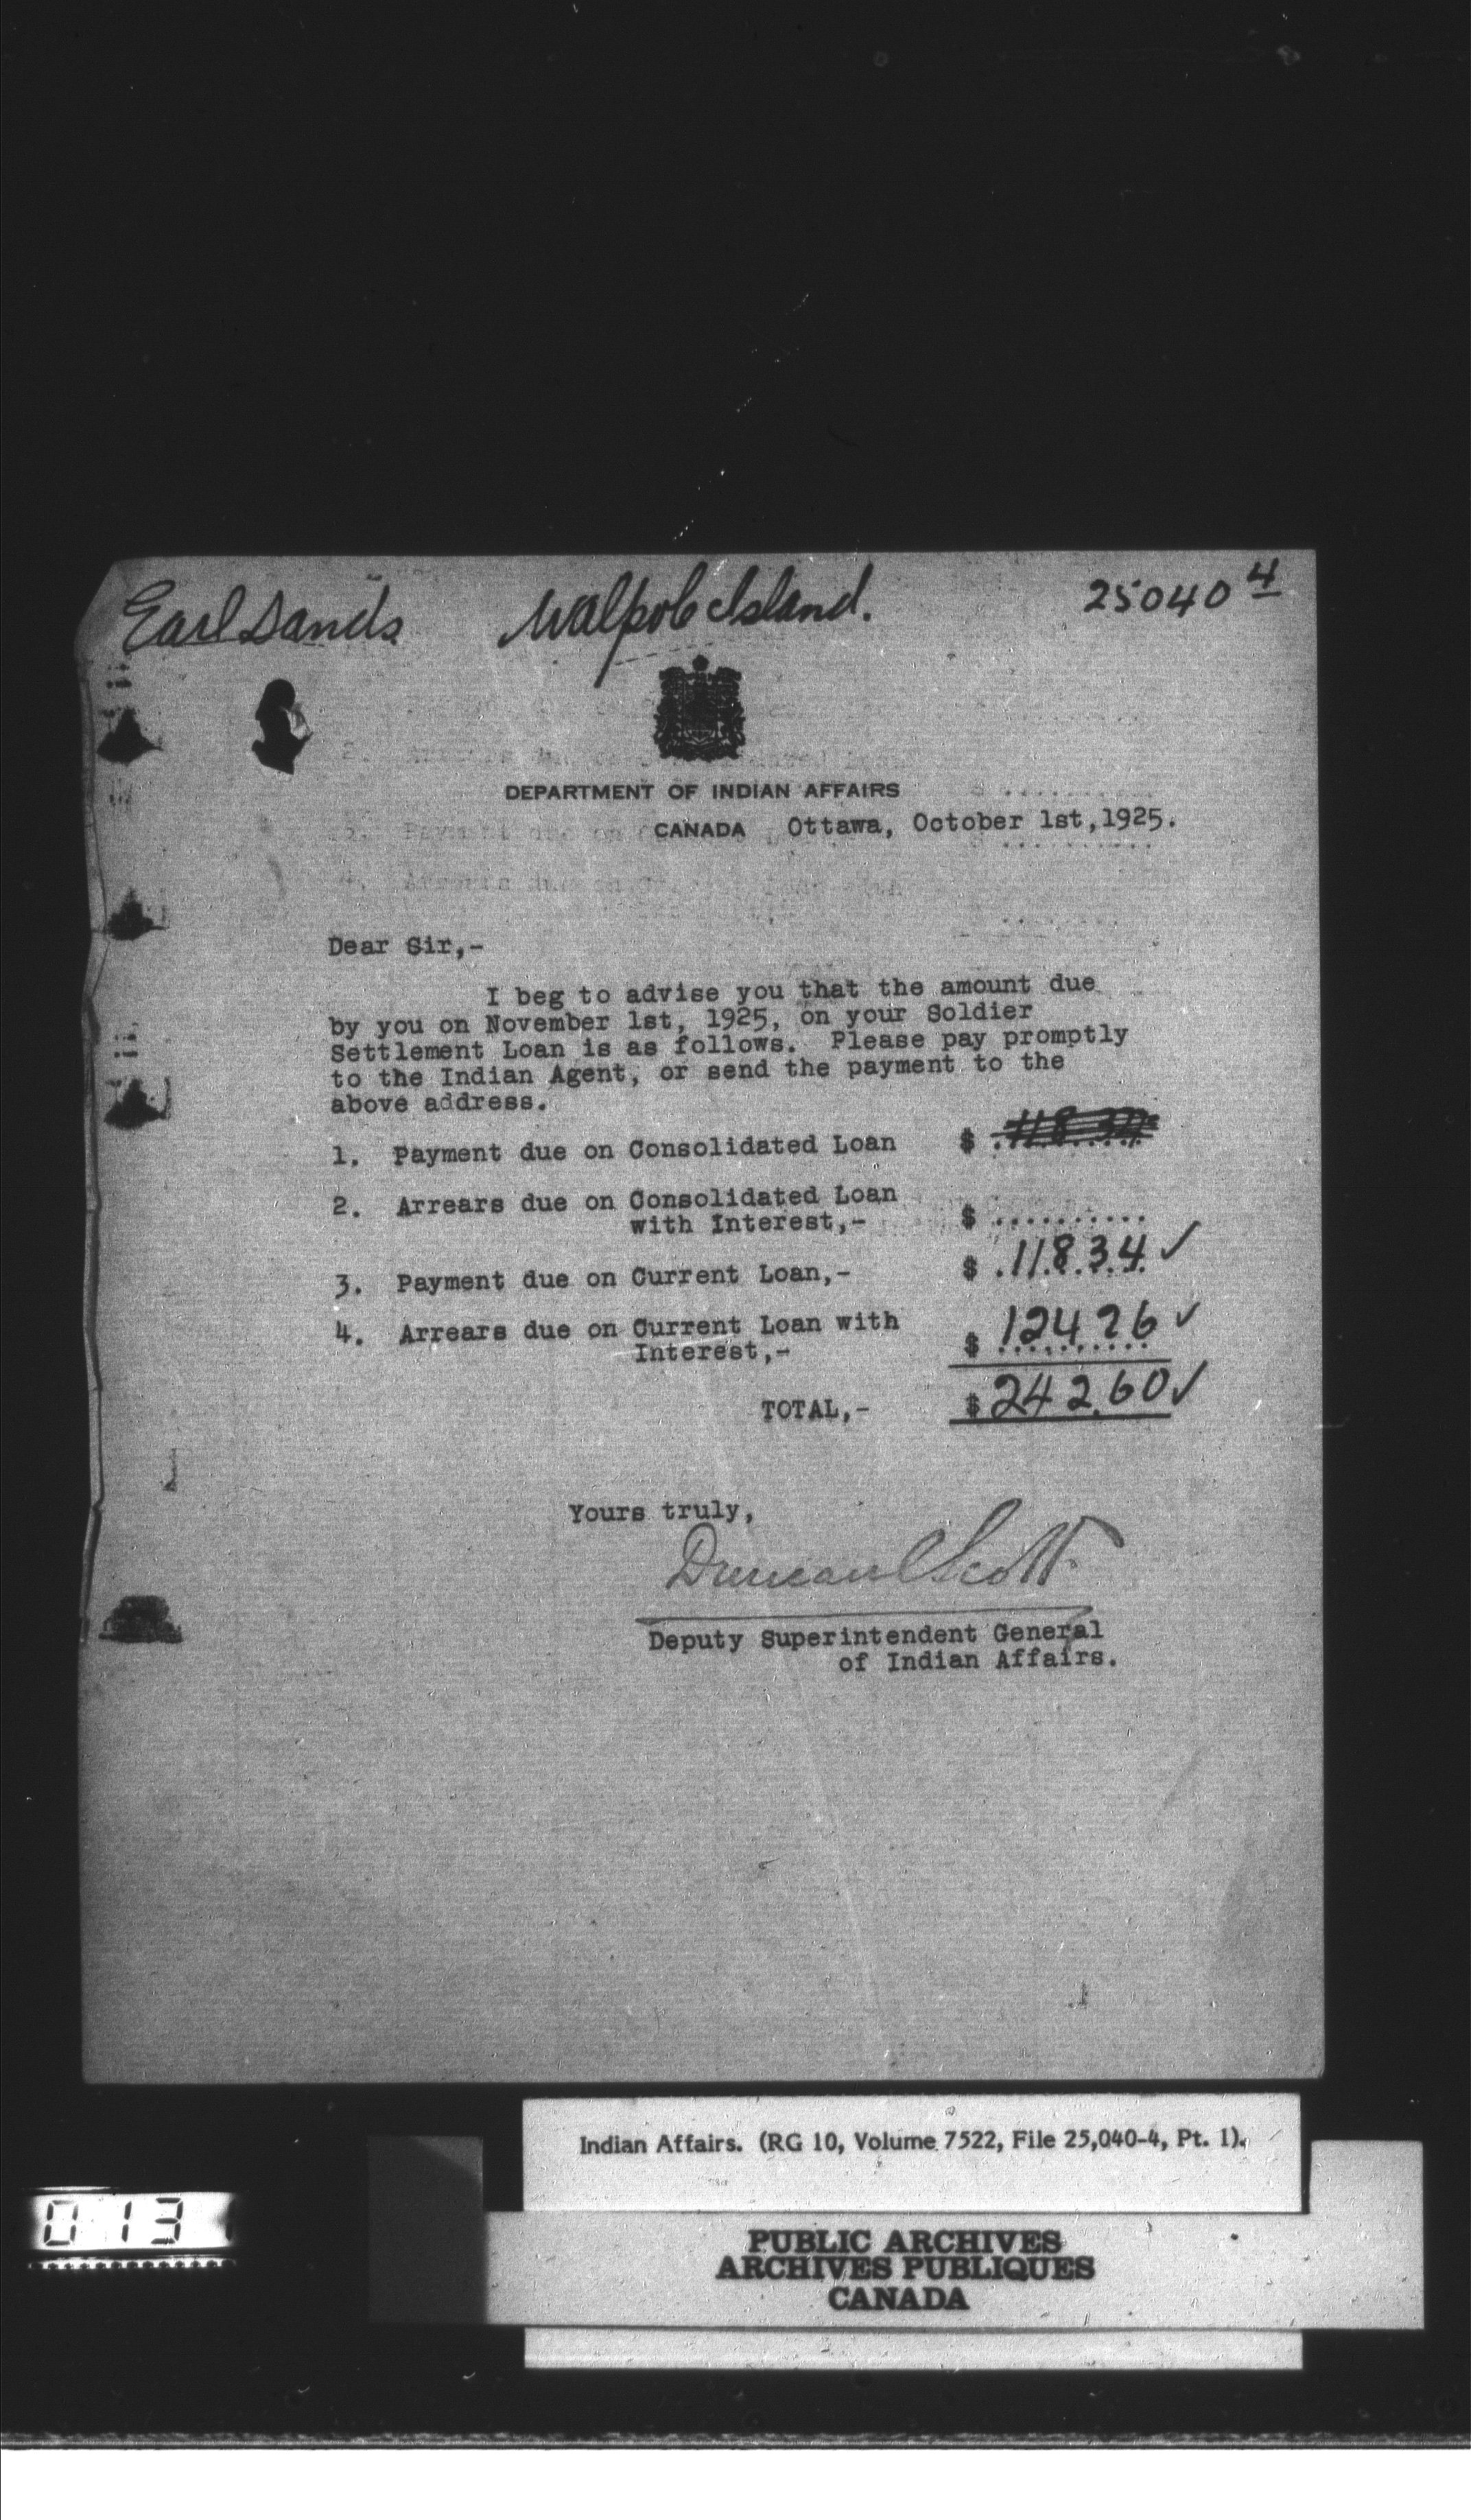 Earl Sands Walpole Island. 25040 4
DEPARTMENT OF INDIAN AFFAIRS
CANADA Ottawa, October 1st, 1925.
Dear Sir,-
I beg to advise you that the amount due
by you on November 1st, 1925, on your Soldier
Settlement Loan is as follows. Please pay promptly
to the Indian Agent, or send the payment to the
above address.
1. Payment due on Consolidated Loan $ 118.34
2. Arrears due on Consolidated Loan
with Interest,- $ ..........
3. Payment due on Current Loan,- $ 118.34 ✓
4. Arrears due on Current Loan with
Interest,- $ 124 26 ✓
TOTAL,- $ 242.60 ✓
Yours truly,
Duncan C Scott
Deputy Superintendent General
of Indian Affairs.
Indian Affairs. (RG 10, Volume 7522, File 25,040-4, Pt. 1).
PUBLIC ARCHIVES
ARCHIVES PUBLIQUES
CANADA
013